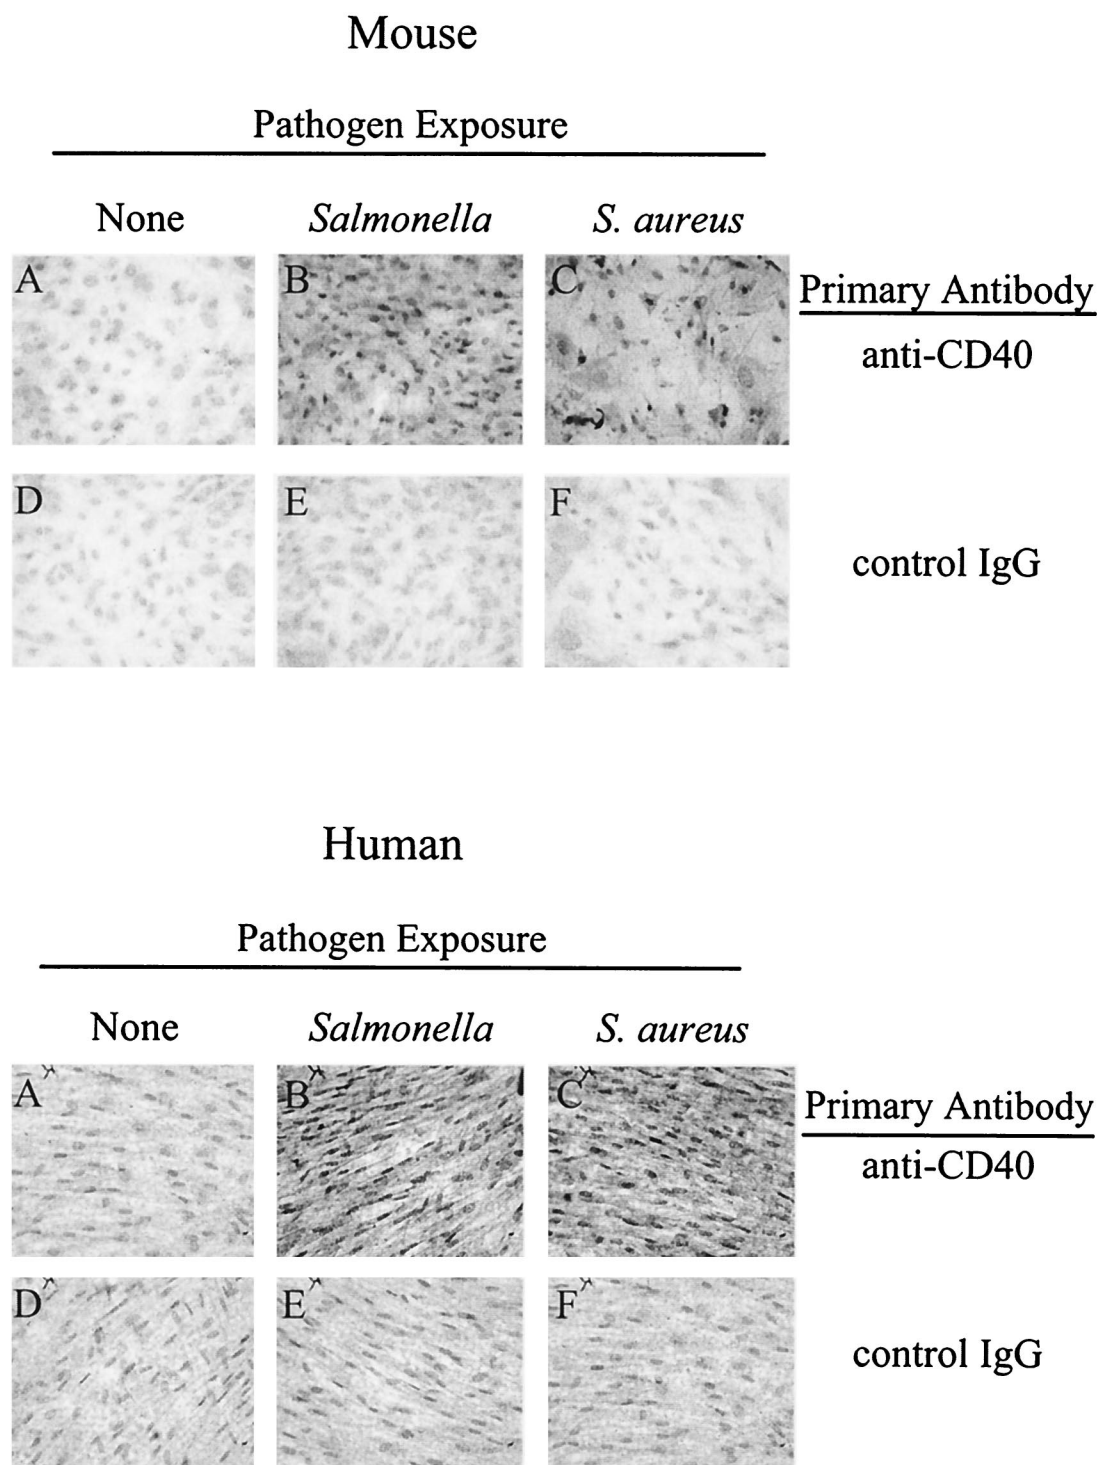 Mouse
Pathogen Exposure
None Salmonella S. aureus
A B C Primary Antibody
anti-CD40
D E F control IgG
Human
Pathogen Exposure
None Salmonella S. aureus
A B C Primary Antibody
anti-CD40
D E F control IgG